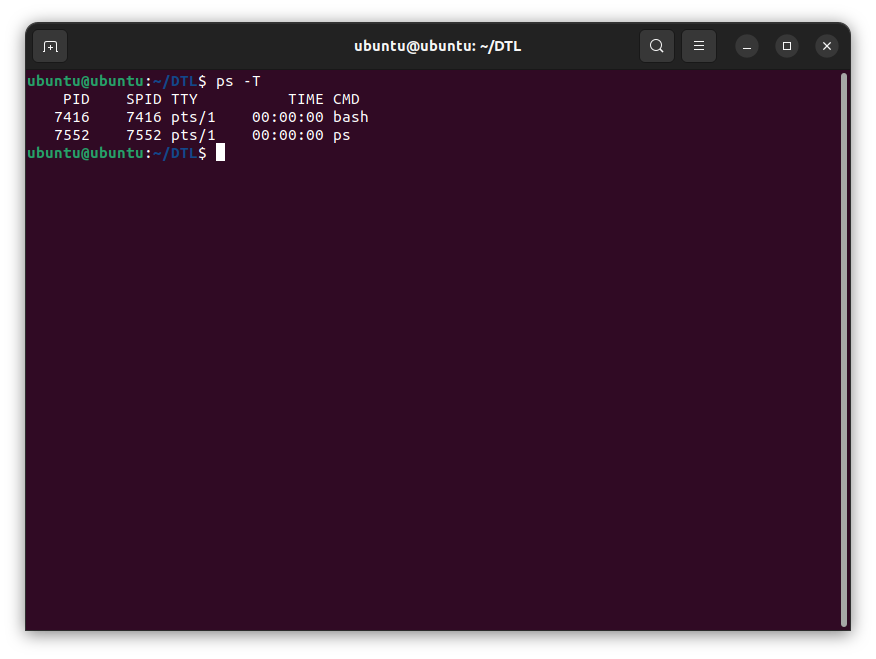 ubuntu@ubuntu: ~/DTL
ubuntu@ubuntu:~/DTL$ ps -T
    PID    SPID TTY          TIME CMD
   7416    7416 pts/1    00:00:00 bash
   7552    7552 pts/1    00:00:00 ps
ubuntu@ubuntu:~/DTL$